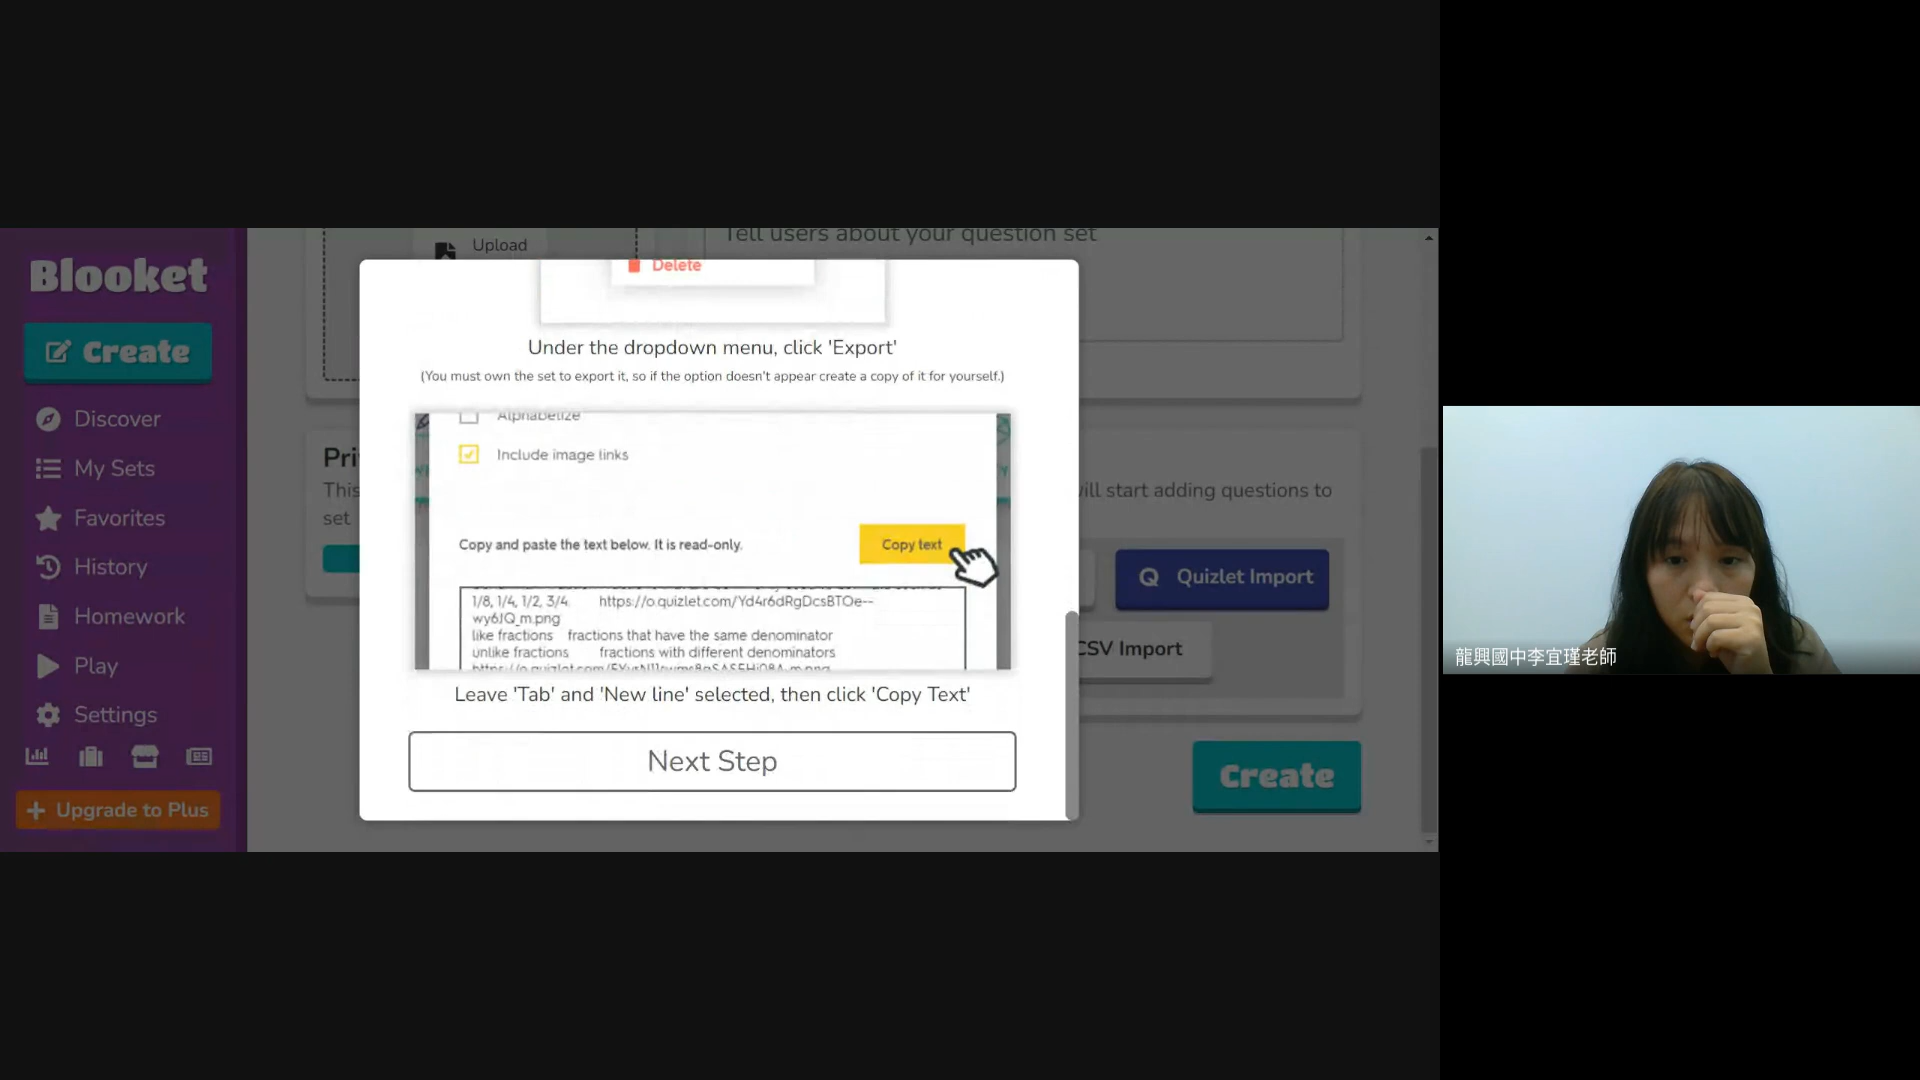 Blooket
Create
Discover
My Sets
Favorites
History
Homework
Play
Settings
Upgrade to Plus
Upload
Tell users about your question set
Pri
This
set
Delete
Under the dropdown menu, click 'Export'
(You must own the set to export it, so if the option doesn't appear create a copy of it for yourself.)
Alphabetize
Include image links
Copy and paste the text below. It is read-only.
Copy text
1/8, 1/4, 1/2, 3/4 https://o.quizlet.com/Yd4r6dRgDcsBTOe--
wy6JQ_m.png
like fractions fractions that have the same denominator
unlike fractions fractions with different denominators
Leave 'Tab' and 'New line' selected, then click 'Copy Text'
Next Step
will start adding questions to
Quizlet Import
CSV Import
Create
龍興國中李宜瑾老師